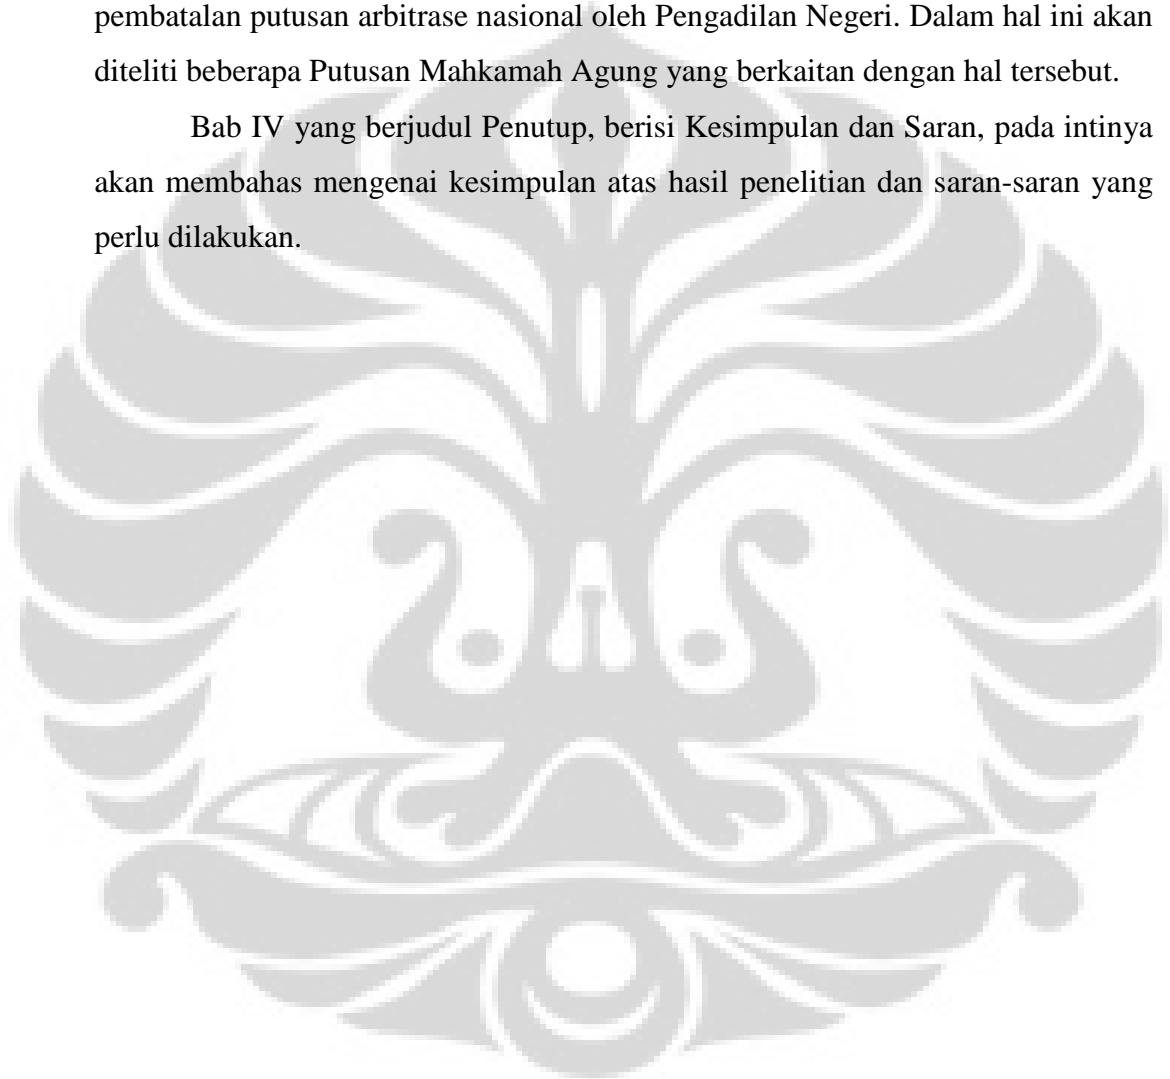 pembatalan putusan arbitrase nasional oleh Pengadilan Negeri. Dalam hal ini akan
diteliti beberapa Putusan Mahkamah Agung yang berkaitan dengan hal tersebut.
Bab IV yang berjudul Penutup, berisi Kesimpulan dan Saran, pada intinya
akan membahas mengenai kesimpulan atas hasil penelitian dan saran-saran yang
perlu dilakukan.